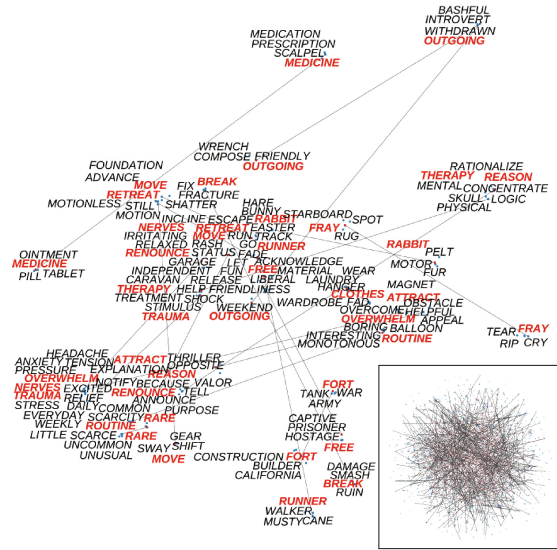 BASHFUL
INTROVERT
WITHDRAWN
OUTGOING
MEDICATION
PRESCRIPTION
SCALPEL
MEDICINE
WRENCH
COMPOSE FRIENDLY
OUTGOING
FOUNDATION
ADVANCE
MOVE
RETREAT
FIX BREAK
FRACTURE
MOTIONLESS STILL SHATTER
MOTION
RATIONALIZE
THERAPY REASON
MENTAL CONCENTRATE
SKULL LOGIC
PHYSICAL
HARE
BUNNY
INCLINE ESCAPE RABBIT STARBOARD SPOT
NERVES RETREAT EASTER FRAY
IRRITATING MOVE RUN TRACK RUG
RELAXED RASH GO RUNNER
RENOUNCE STATUS FADE
RABBIT
PELT
MOTOR
FUR
GARAGE LET ACKNOWLEDGE
INDEPENDENT FUN FREE MATERIAL WEAR
CARAVAN RELEASE LIBERAL LAUNDRY
THERAPY HELP FRIENDLINESS HANGER MAGNET
TREATMENT SHOCK WARDROBE FAD CLOTHES ATTRACT
STIMULUS WEEKEND OVERCOME OBSTACLE
TRAUMA OUTGOING OVERWHELM HELPFUL
BORING BALLOON APPEAL
INTERESTING ROUTINE
MONOTONOUS
OINTMENT
MEDICINE
PILL TABLET
TEAR FRAY
RIP CRY
HEADACHE
ANXIETY TENSION ATTRACT THRILLER
PRESSURE EXPLANATION OPPOSITE
OVERWHELM REASON
NERVES EXCITED NOTIFY BECAUSE VALOR
TRAUMA RELIEF RENOUNCE TELL
STRESS DAILY ANNOUNCE
EVERYDAY COMMON PURPOSE
WEEKLY SCARCITY RARE
ROUTINE
LITTLE SCARCE RARE GEAR
UNCOMMON SWAY SHIFT
UNUSUAL MOVE
FORT
TANK WAR
ARMY
CAPTIVE
PRISONER
HOSTAGE
FREE
CONSTRUCTION FORT
BUILDER
CALIFORNIA
DAMAGE
SMASH
BREAK
RUIN
RUNNER
WALKER
MUSTY CANE